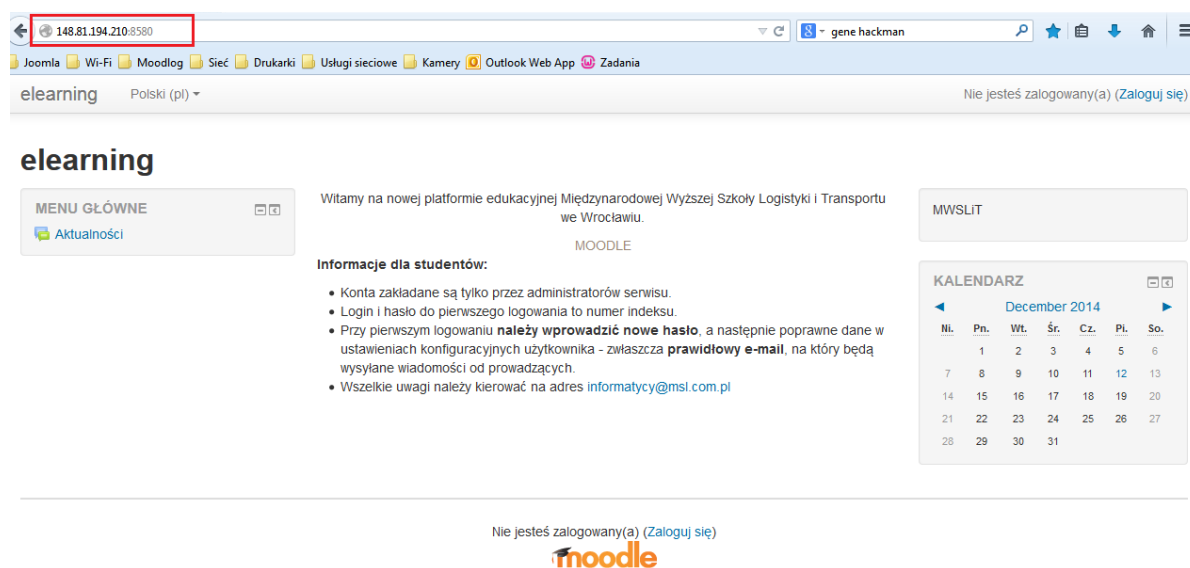 148.81.194.210:8580
gene hackman
Joomla Wi-Fi Moodlog Sieć Drukarki Usługi sieciowe Kamery Outlook Web App Zadania
elearning Polski (pl) Nie jesteś zalogowany(a) (Zaloguj się)
elearning
MENU GŁÓWNE
Aktualności
Witamy na nowej platformie edukacyjnej Międzynarodowej Wyższej Szkoły Logistyki i Transportu
we Wrocławiu.
MOODLE
Informacje dla studentów:
• Konta zakładane są tylko przez administratorów serwisu.
• Login i hasło do pierwszego logowania to numer indeksu.
• Przy pierwszym logowaniu należy wprowadzić nowe hasło, a następnie poprawne dane w
ustawieniach konfiguracyjnych użytkownika - zwłaszcza prawidłowy e-mail, na który będą
wysyłane wiadomości od prowadzących.
• Wszelkie uwagi należy kierować na adres informatycy@msl.com.pl
MWSLiT
KALENDARZ
◄ December 2014 ►
Ni. Pn. Wt. Śr. Cz. Pi. So.
1 2 3 4 5 6
7 8 9 10 11 12 13
14 15 16 17 18 19 20
21 22 23 24 25 26 27
28 29 30 31
Nie jesteś zalogowany(a) (Zaloguj się)
moodle